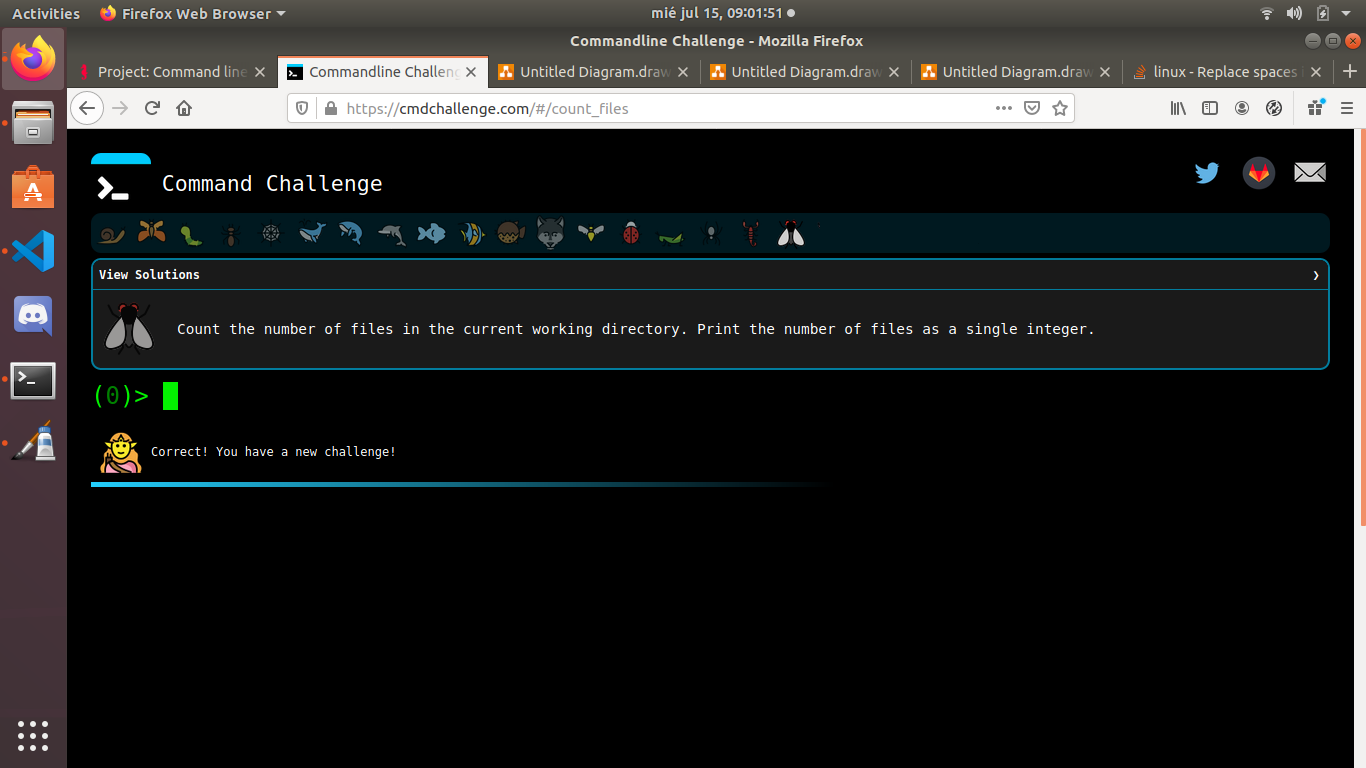 Activities Firefox Web Browser mié jul 15, 09:01:51
Commandline Challenge - Mozilla Firefox
Project: Command line Commandline Challeng Untitled Diagram.draw Untitled Diagram.draw Untitled Diagram.draw linux - Replace spaces
https://cmdchallenge.com/#/count_files
Command Challenge
View Solutions
Count the number of files in the current working directory. Print the number of files as a single integer.
(0)>
Correct! You have a new challenge!